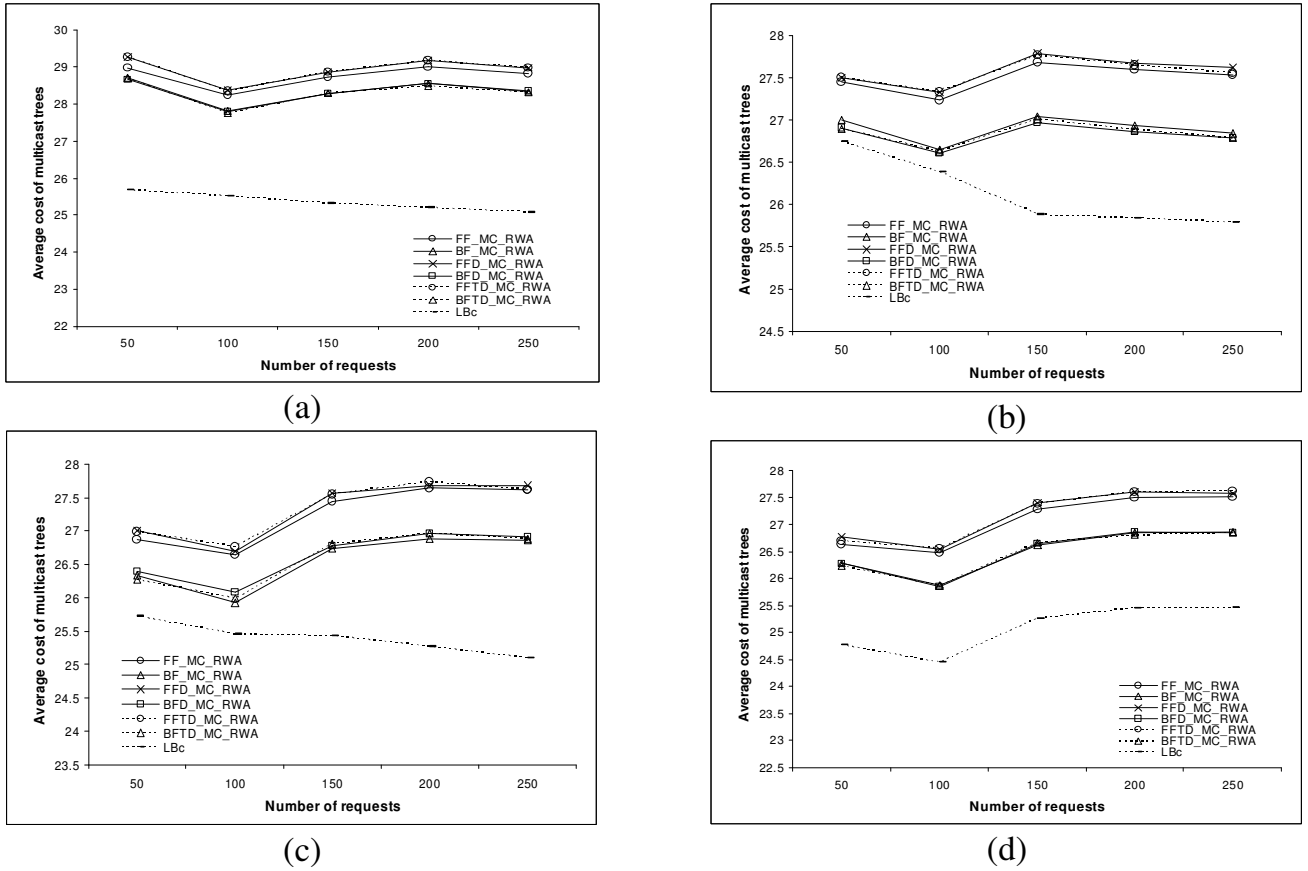 30
29
28
27
26
25
24
23
22
Average cost of multicast trees
50 100 150 200 250
Number of requests
FF_MC_RWA
BF_MC_RWA
FFD_MC_RWA
BFD_MC_RWA
FFTD_MC_RWA
BFTD_MC_RWA
LBc
(a)
28
27.5
27
26.5
26
25.5
25
24.5
Average cost of multicast trees
50 100 150 200 250
Number of requests
FF_MC_RWA
BF_MC_RWA
FFD_MC_RWA
BFD_MC_RWA
FFTD_MC_RWA
BFTD_MC_RWA
LBc
(b)
28
27.5
27
26.5
26
25.5
25
24.5
24
23.5
Average cost of multicast trees
50 100 150 200 250
Number of requests
FF_MC_RWA
BF_MC_RWA
FFD_MC_RWA
BFD_MC_RWA
FFTD_MC_RWA
BFTD_MC_RWA
LBc
(c)
28
27.5
27
26.5
26
25.5
25
24.5
24
23.5
23
22.5
Average cost of multicast trees
50 100 150 200 250
Number of requests
FF_MC_RWA
BF_MC_RWA
FFD_MC_RWA
BFD_MC_RWA
FFTD_MC_RWA
BFTD_MC_RWA
LBc
(d)